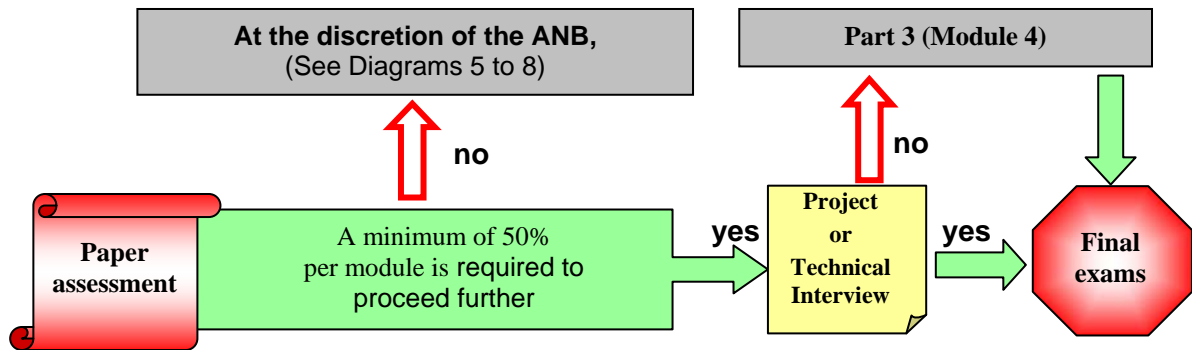 At the discretion of the ANB,
(See Diagrams 5 to 8)
Part 3 (Module 4)
no
no
Paper
assessment
A minimum of 50%
per module is required to
proceed further
yes
Project
or
Technical
Interview
yes
Final
exams